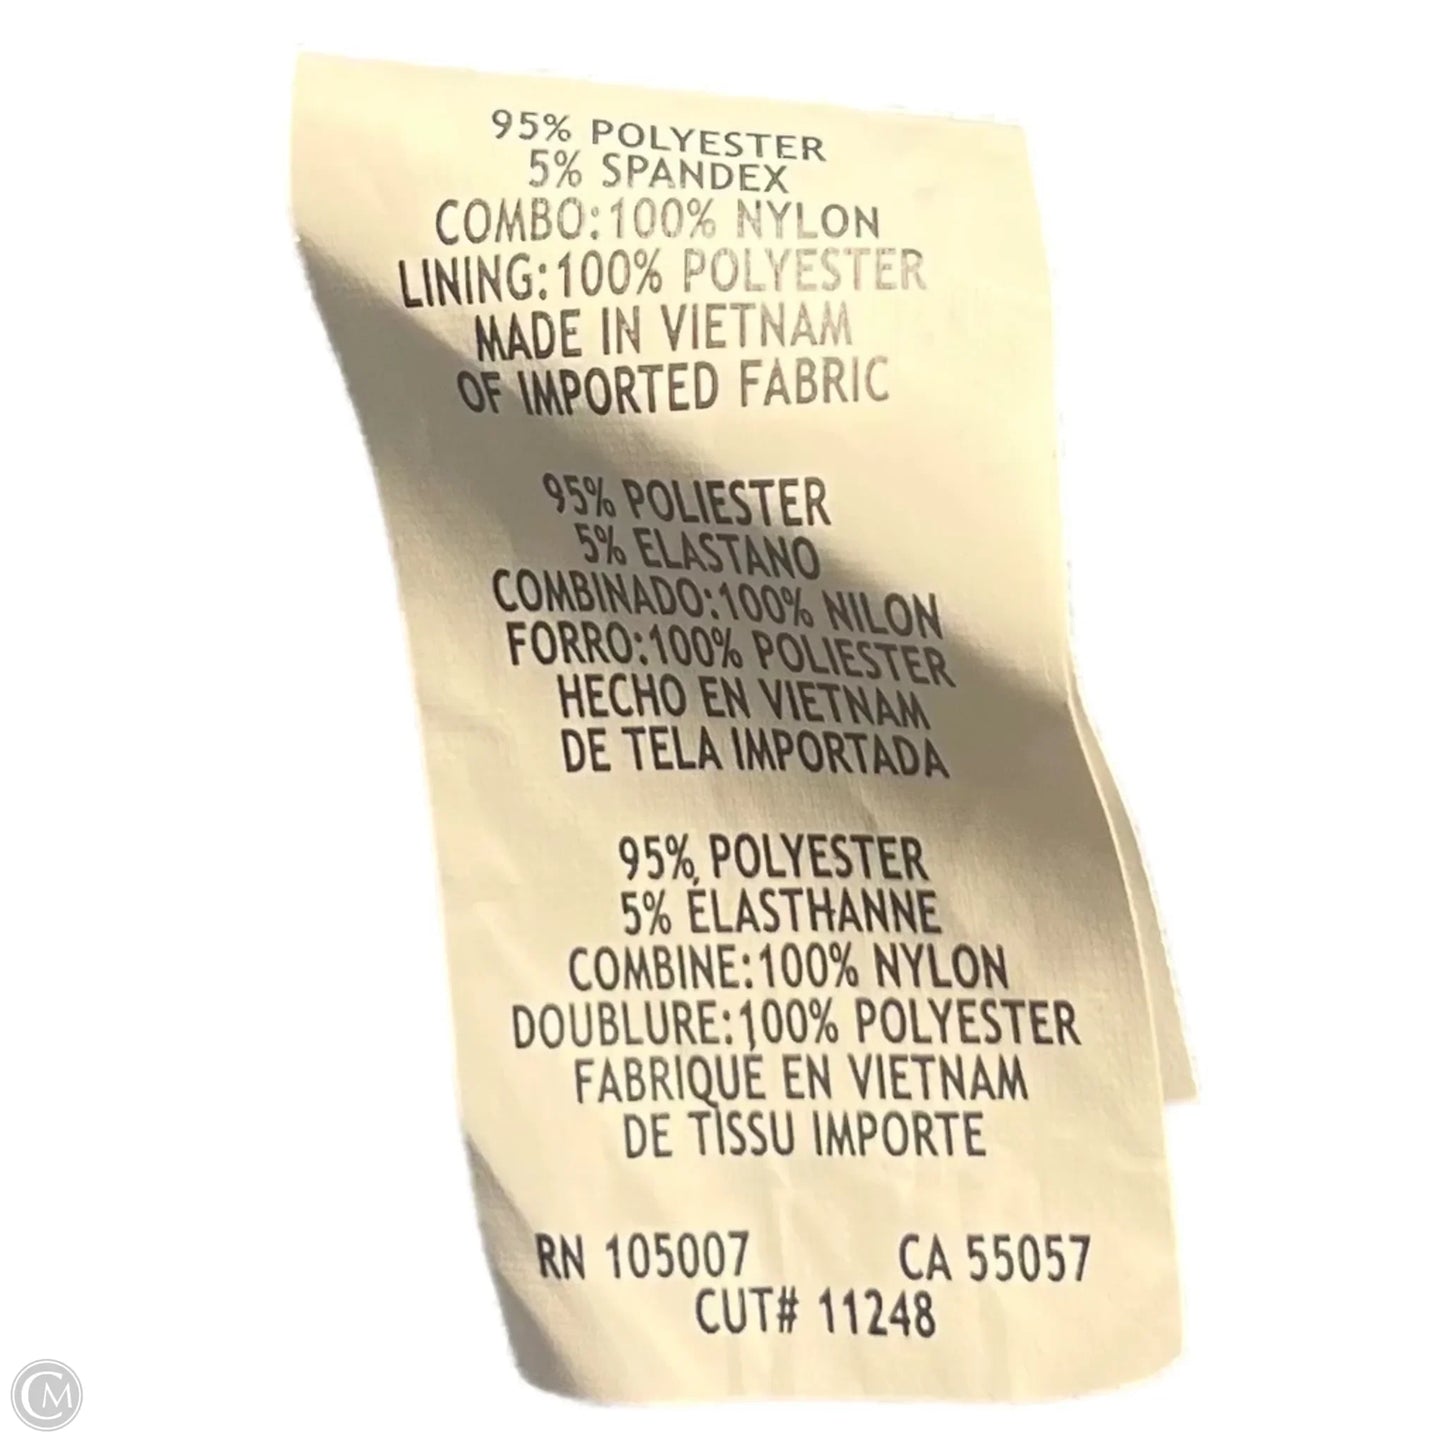 95% POLYESTER
5% SPANDEX
COMBO:100% NYLON
LINING:100% POLYESTER
MADE IN VIETNAM
OF IMPORTED FABRIC
95% POLIESTER
5% ELASTANO
COMBINADO:100% NILON
FORRO:100% POLIESTER
HECHO EN VIETNAM
DE TELA IMPORTADA
95% POLYESTER
5% ÉLASTHANNE
COMBINE:100% NYLON
DOUBLURE:100% POLYESTER
FABRIQUÉ EN VIETNAM
DE TISSU IMPORTE
RN 105007 CA 55057
CUT# 11248
CM